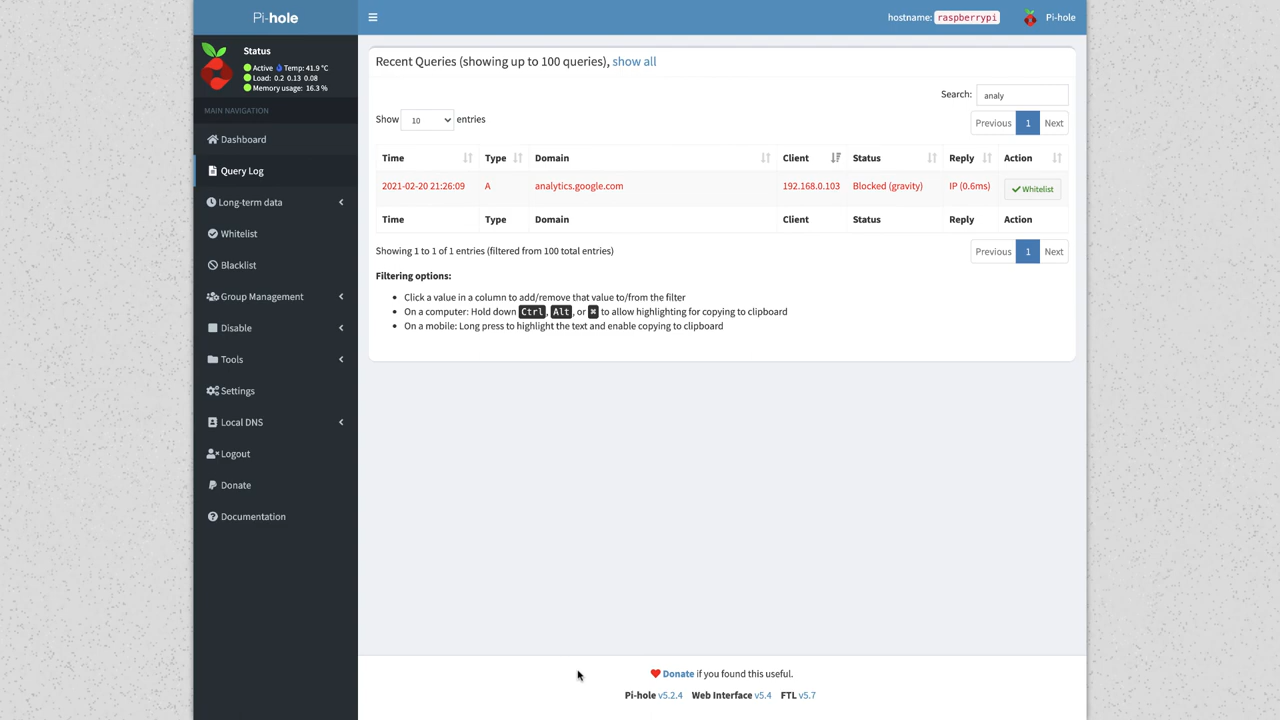 Pi-hole
hostname: raspberrypi
Pi-hole
Status
Active Temp: 41.9 °C
Load: 0.2 0.13 0.08
Memory usage: 16.3 %
MAIN NAVIGATION
Dashboard
Query Log
Long-term data
Whitelist
Blacklist
Group Management
Disable
Tools
Settings
Local DNS
Logout
Donate
Documentation
Recent Queries (showing up to 100 queries), show all
Search: analy
Show 10 entries
Previous 1 Next
Time Type Domain Client Status Reply Action
2021-02-20 21:26:09 A analytics.google.com 192.168.0.103 Blocked (gravity) IP (0.6ms) Whitelist
Time Type Domain Client Status Reply Action
Showing 1 to 1 of 1 entries (filtered from 100 total entries)
Previous 1 Next
Filtering options:
• Click a value in a column to add/remove that value to/from the filter
• On a computer: Hold down Ctrl, Alt, or ⌘ to allow highlighting for copying to clipboard
• On a mobile: Long press to highlight the text and enable copying to clipboard
Donate if you found this useful.
Pi-hole v5.2.4 Web Interface v5.4 FTL v5.7